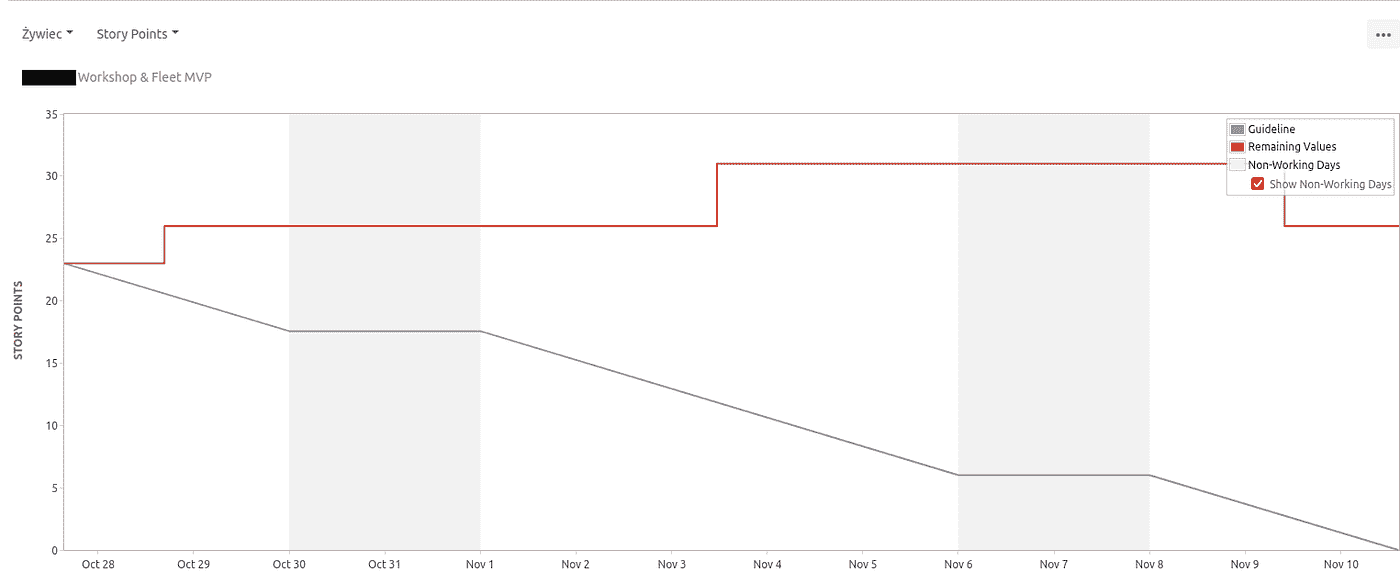 Żywiec Story Points
Workshop & Fleet MVP
35
30
25
20
15
10
5
0
STORY POINTS
Guideline
Remaining Values
Non-Working Days
Show Non-Working Days
Oct 28 Oct 29 Oct 30 Oct 31 Nov 1 Nov 2 Nov 3 Nov 4 Nov 5 Nov 6 Nov 7 Nov 8 Nov 9 Nov 10